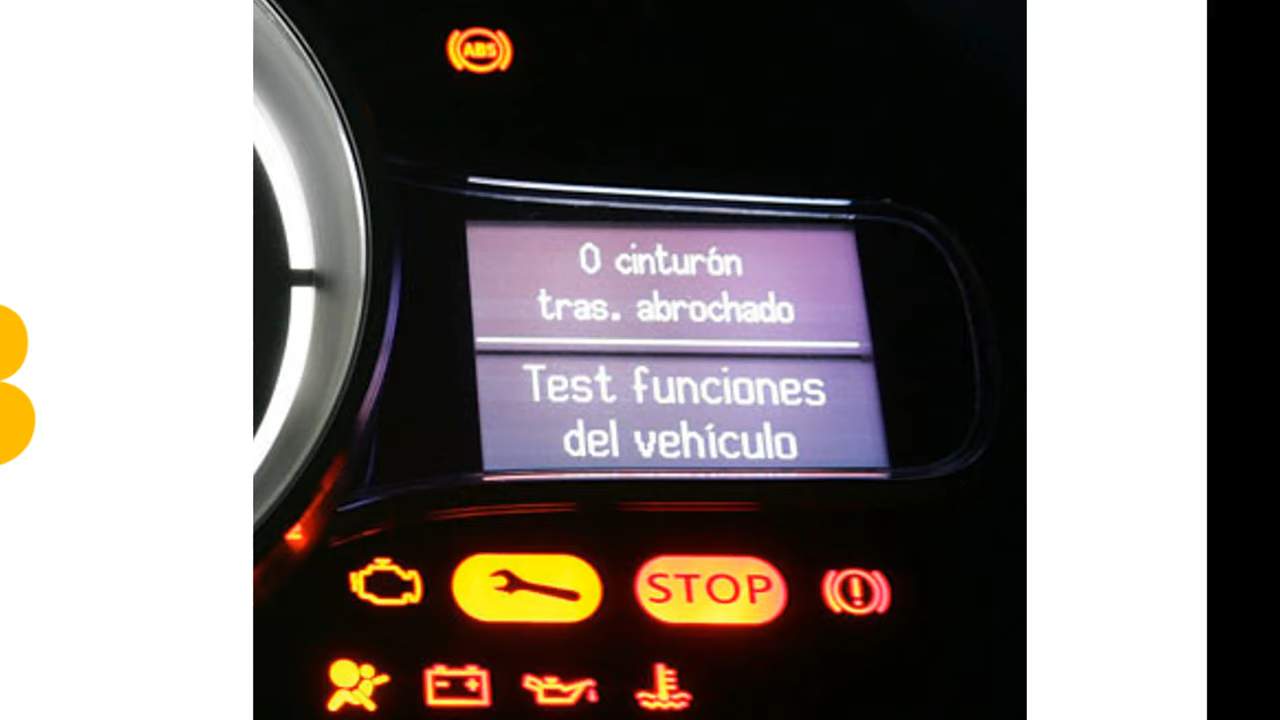 ABS
0 cinturón
tras. abrochado
Test funciones
del vehículo
STOP